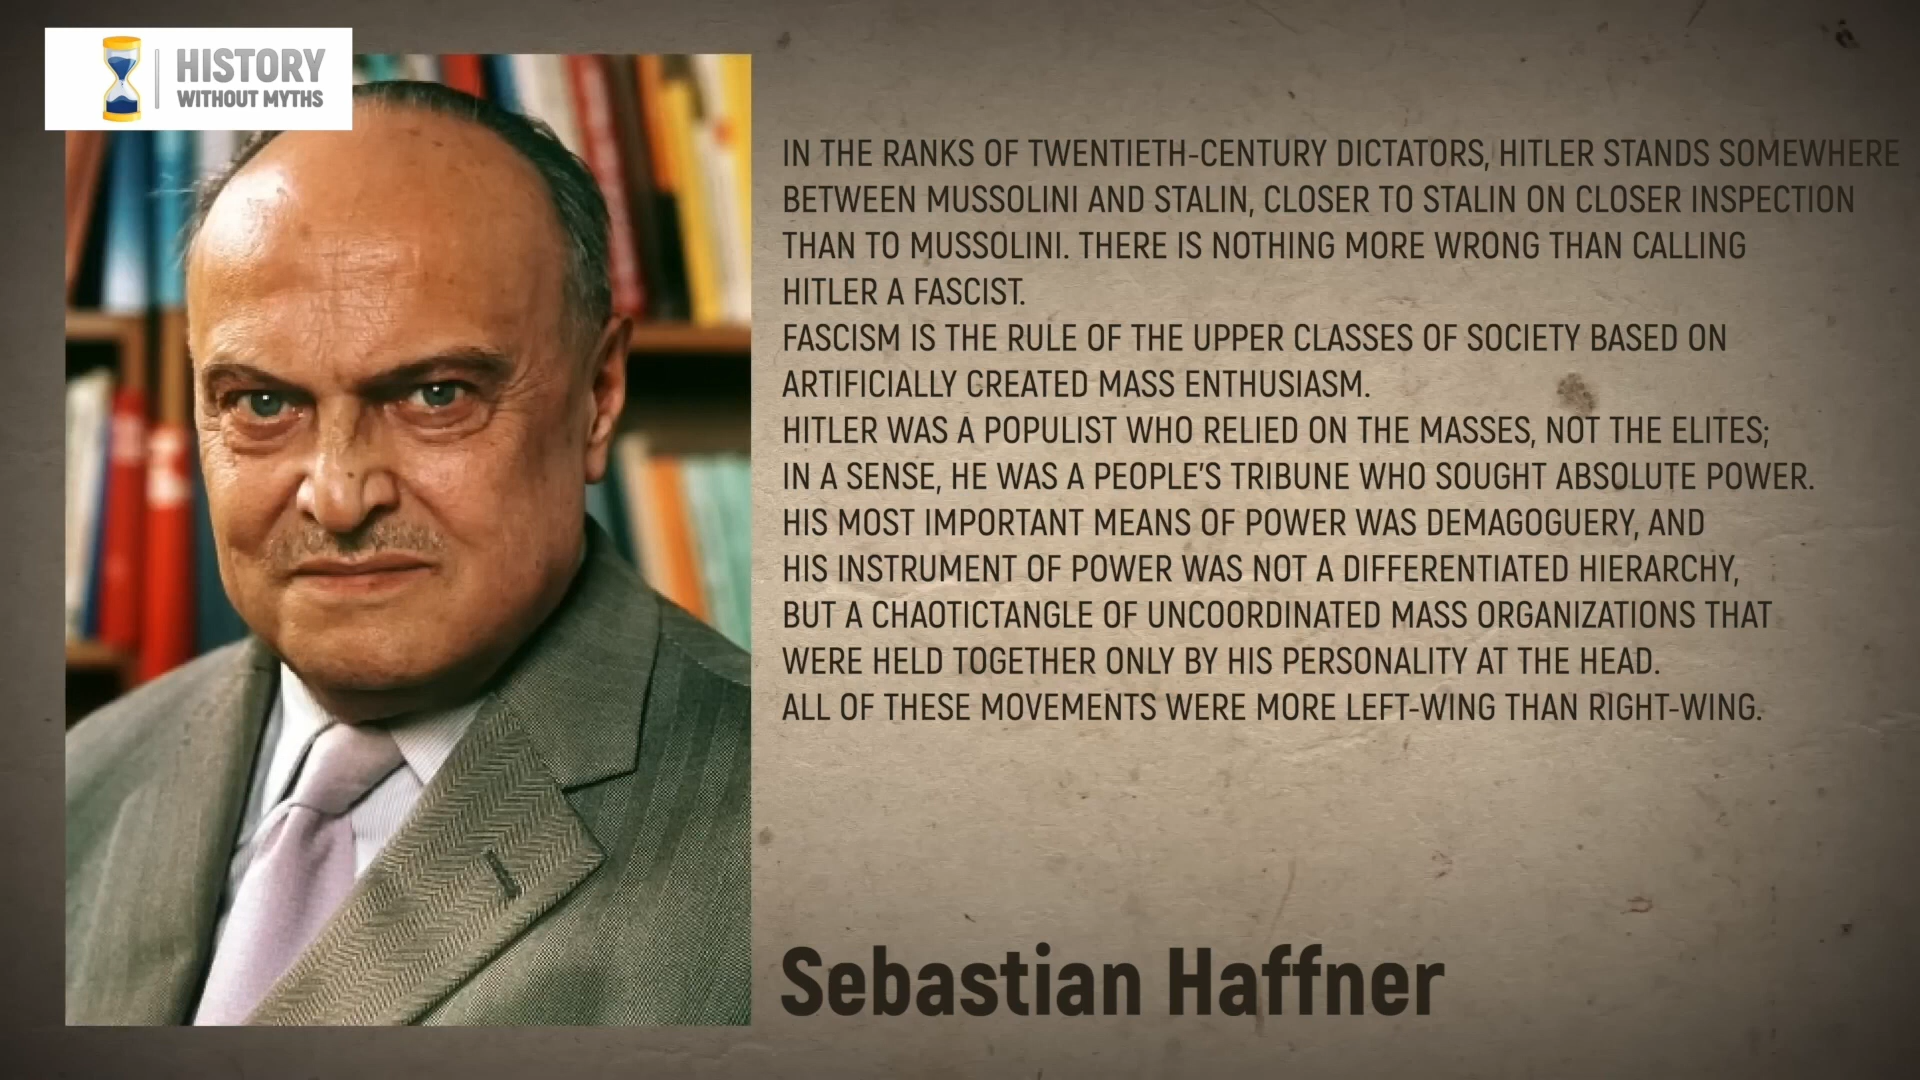 HISTORY
WITHOUT MYTHS
IN THE RANKS OF TWENTIETH-CENTURY DICTATORS, HITLER STANDS SOMEWHERE
BETWEEN MUSSOLINI AND STALIN, CLOSER TO STALIN ON CLOSER INSPECTION
THAN TO MUSSOLINI. THERE IS NOTHING MORE WRONG THAN CALLING
HITLER A FASCIST.
FASCISM IS THE RULE OF THE UPPER CLASSES OF SOCIETY BASED ON
ARTIFICIALLY CREATED MASS ENTHUSIASM.
HITLER WAS A POPULIST WHO RELIED ON THE MASSES, NOT THE ELITES;
IN A SENSE, HE WAS A PEOPLE'S TRIBUNE WHO SOUGHT ABSOLUTE POWER.
HIS MOST IMPORTANT MEANS OF POWER WAS DEMAGOGUERY, AND
HIS INSTRUMENT OF POWER WAS NOT A DIFFERENTIATED HIERARCHY,
BUT A CHAOTICTANGLE OF UNCOORDINATED MASS ORGANIZATIONS THAT
WERE HELD TOGETHER ONLY BY HIS PERSONALITY AT THE HEAD.
ALL OF THESE MOVEMENTS WERE MORE LEFT-WING THAN RIGHT-WING.
Sebastian Haffner